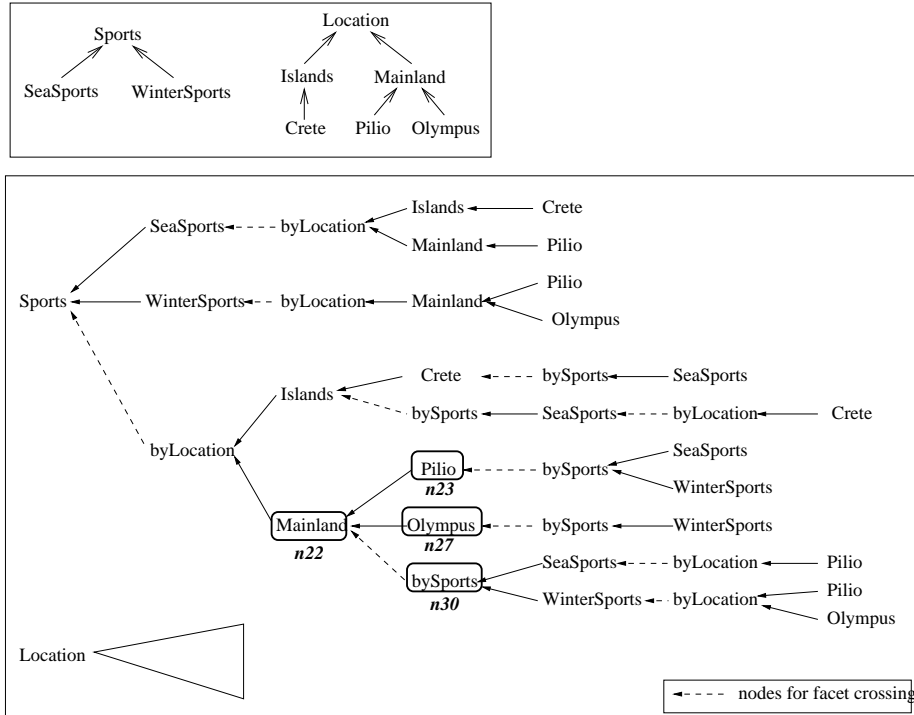 Sports
Location
SeaSports WinterSports
Islands Mainland
Crete Pilio Olympus
Islands Crete
SeaSports byLocation
Mainland Pilio
Pilio
Sports WinterSports byLocation Mainland
Olympus
Crete bySports SeaSports
Islands
bySports SeaSports byLocation Crete
byLocation
SeaSports
Pilio bySports
n23
WinterSports
Mainland Olympus bySports WinterSports
n22 n27
SeaSports byLocation Pilio
bySports
n30
Pilio
WinterSports byLocation
Olympus
Location
nodes for facet crossing